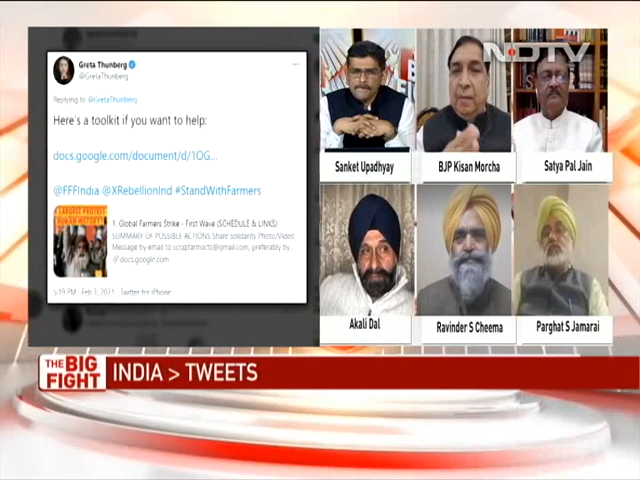 Greta Thunberg
@GretaThunberg
Replying to @GretaThunberg
Here's a toolkit if you want to help:
docs.google.com/document/d/1OG...
@FFFIndia @XRebellionInd #StandWithFarmers
LARGEST PROTEST
HUMAN HISTORY
1. Global Farmers Strike - First Wave (SCHEDULE & LINKS)
SUMMARY OF POSSIBLE ACTIONS Share solidarity Photo/Video
Message by email to scrapfarmacts@gmail.com, preferably by...
docs.google.com
5:19 PM · Feb 3, 2021 · Twitter for iPhone
NDTV
Sanket Upadhyay
BJP Kisan Morcha
Satya Pal Jain
Akali Dal
Ravinder S Cheema
Parghat S Jamarai
THE BIG FIGHT
INDIA > TWEETS